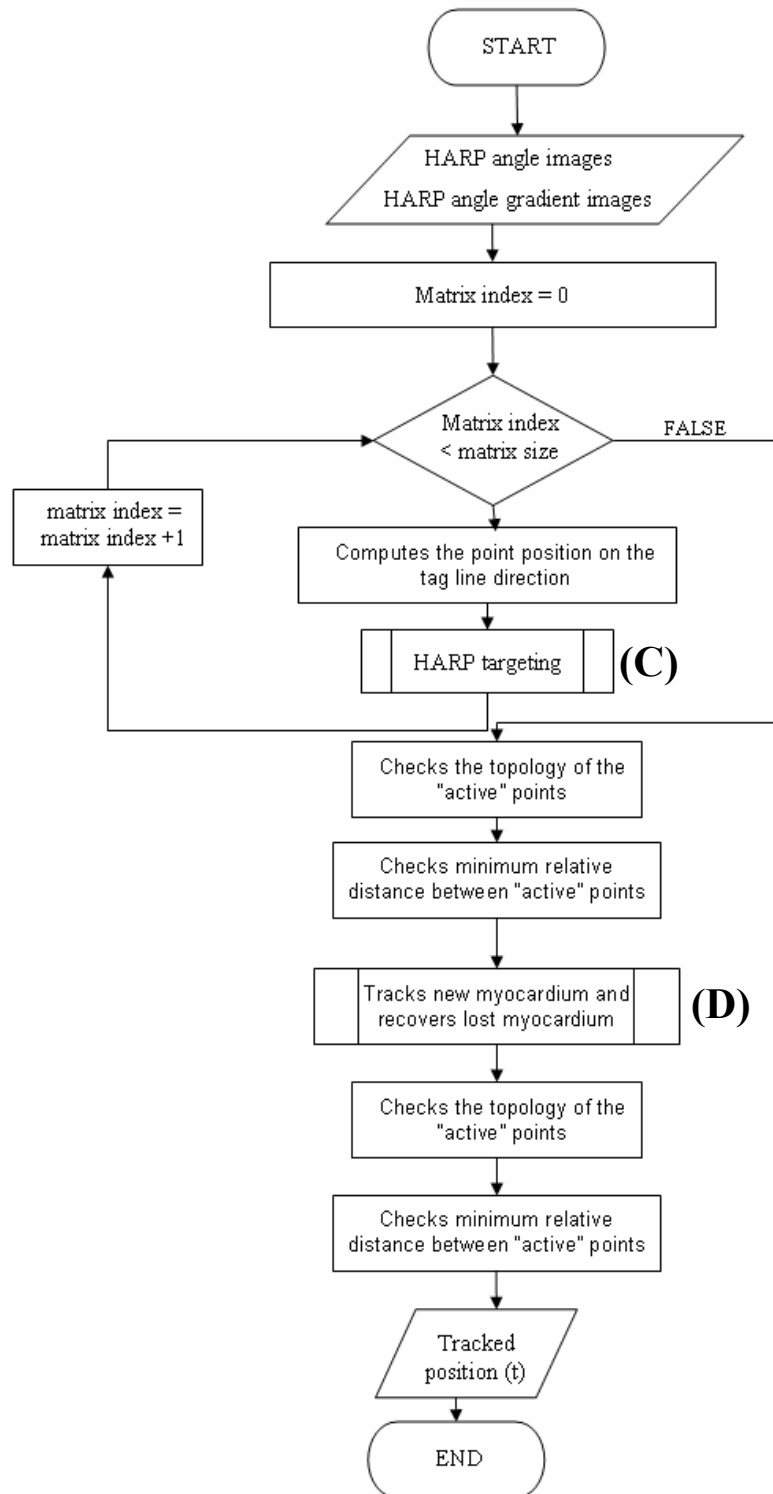 START
HARP angle images
HARP angle gradient images
Matrix index = 0
Matrix index
< matrix size
FALSE
matrix index =
matrix index +1
Computes the point position on the
tag line direction
HARP targeting
(C)
Checks the topology of the
"active" points
Checks minimum relative
distance between "active" points
Tracks new myocardium and
recovers lost myocardium
(D)
Checks the topology of the
"active" points
Checks minimum relative
distance between "active" points
Tracked
position (t)
END